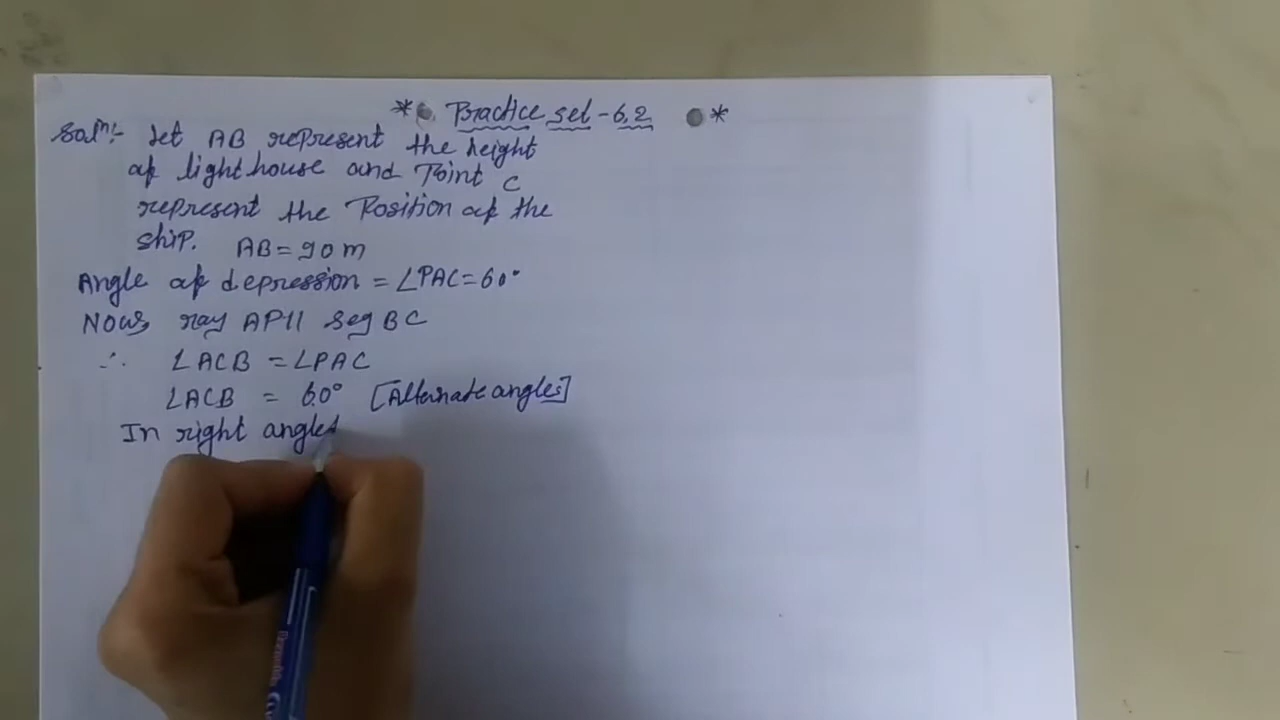 * Practice set - 6.2 *
Soln:- Let AB represent the height
of light house and Point C
represent the Position of the
ship. AB = 90 m
Angle of depression = ∠PAC = 60°
Now, ray AP || seg BC
∴ ∠ACB = ∠PAC
∠ACB = 60° [Alternate angles]
In right angled